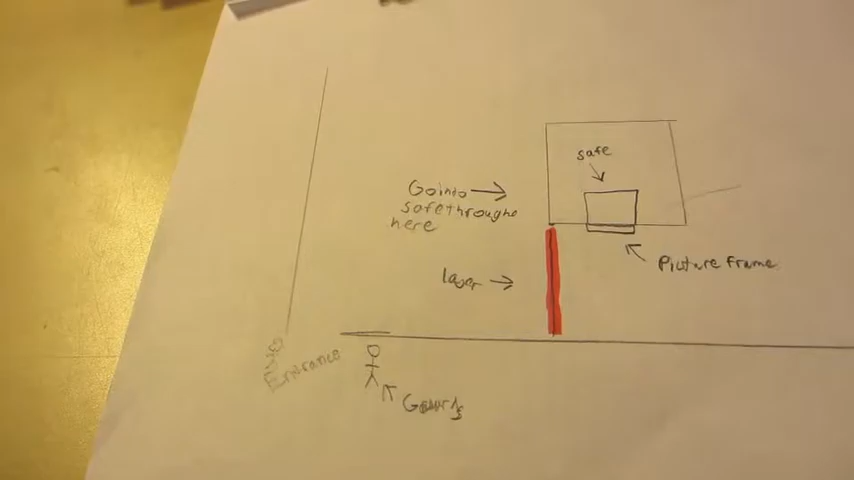 safe
Go into
safe through
here
Picture Frame
laser
Entrance
Guards